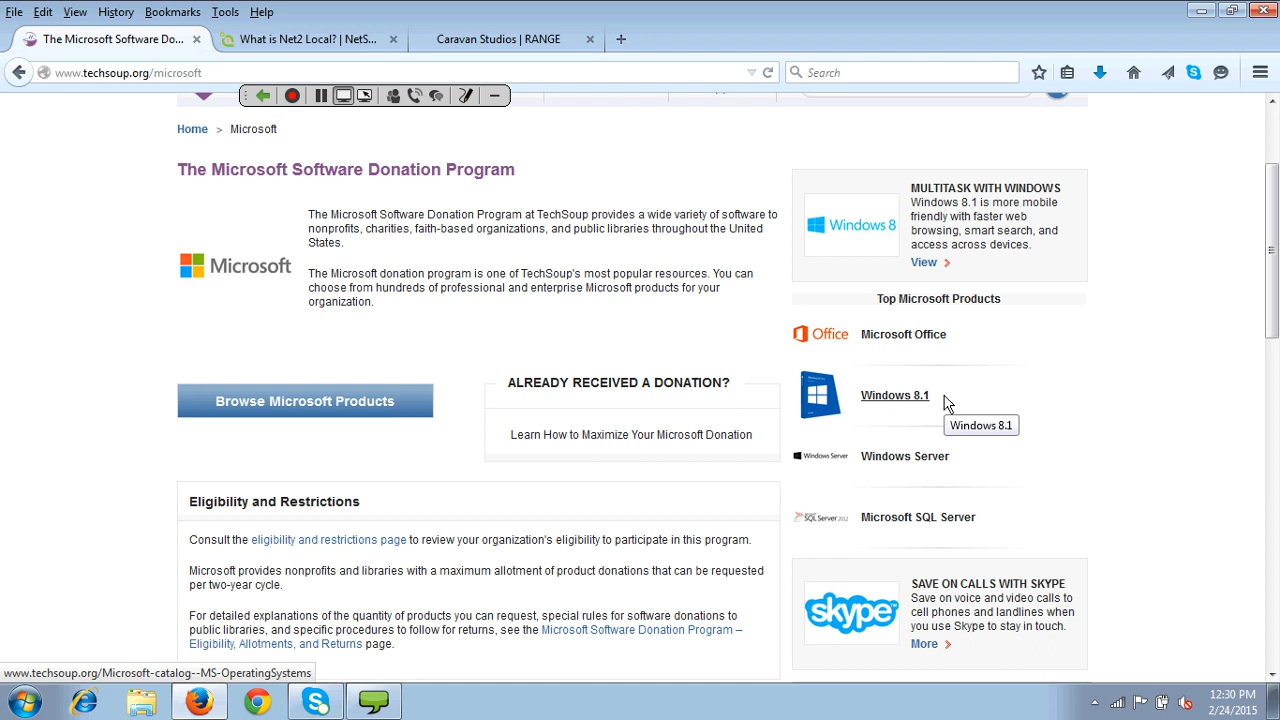 File Edit View History Bookmarks Tools Help
The Microsoft Software Do... × What is Net2 Local? | NetS... × Caravan Studios | RANGE × +
www.techsoup.org/microsoft Search
Home > Microsoft
The Microsoft Software Donation Program
The Microsoft Software Donation Program at TechSoup provides a wide variety of software to
nonprofits, charities, faith-based organizations, and public libraries throughout the United
States.
Microsoft
The Microsoft donation program is one of TechSoup's most popular resources. You can
choose from hundreds of professional and enterprise Microsoft products for your
organization.
Browse Microsoft Products
ALREADY RECEIVED A DONATION?
Learn How to Maximize Your Microsoft Donation
Eligibility and Restrictions
Consult the eligibility and restrictions page to review your organization's eligibility to participate in this program.
Microsoft provides nonprofits and libraries with a maximum allotment of product donations that can be requested
per two-year cycle.
For detailed explanations of the quantity of products you can request, special rules for software donations to
public libraries, and specific procedures to follow for returns, see the Microsoft Software Donation Program –
Eligibility, Allotments, and Returns page.
Windows 8
MULTITASK WITH WINDOWS
Windows 8.1 is more mobile
friendly with faster web
browsing, smart search, and
access across devices.
View >
Top Microsoft Products
Office Microsoft Office
Windows 8.1
Windows 8.1
Windows Server Windows Server
SQL Server 2012 Microsoft SQL Server
skype
SAVE ON CALLS WITH SKYPE
Save on voice and video calls to
cell phones and landlines when
you use Skype to stay in touch.
More >
www.techsoup.org/Microsoft-catalog--MS-OperatingSystems
12:30 PM
2/24/2015